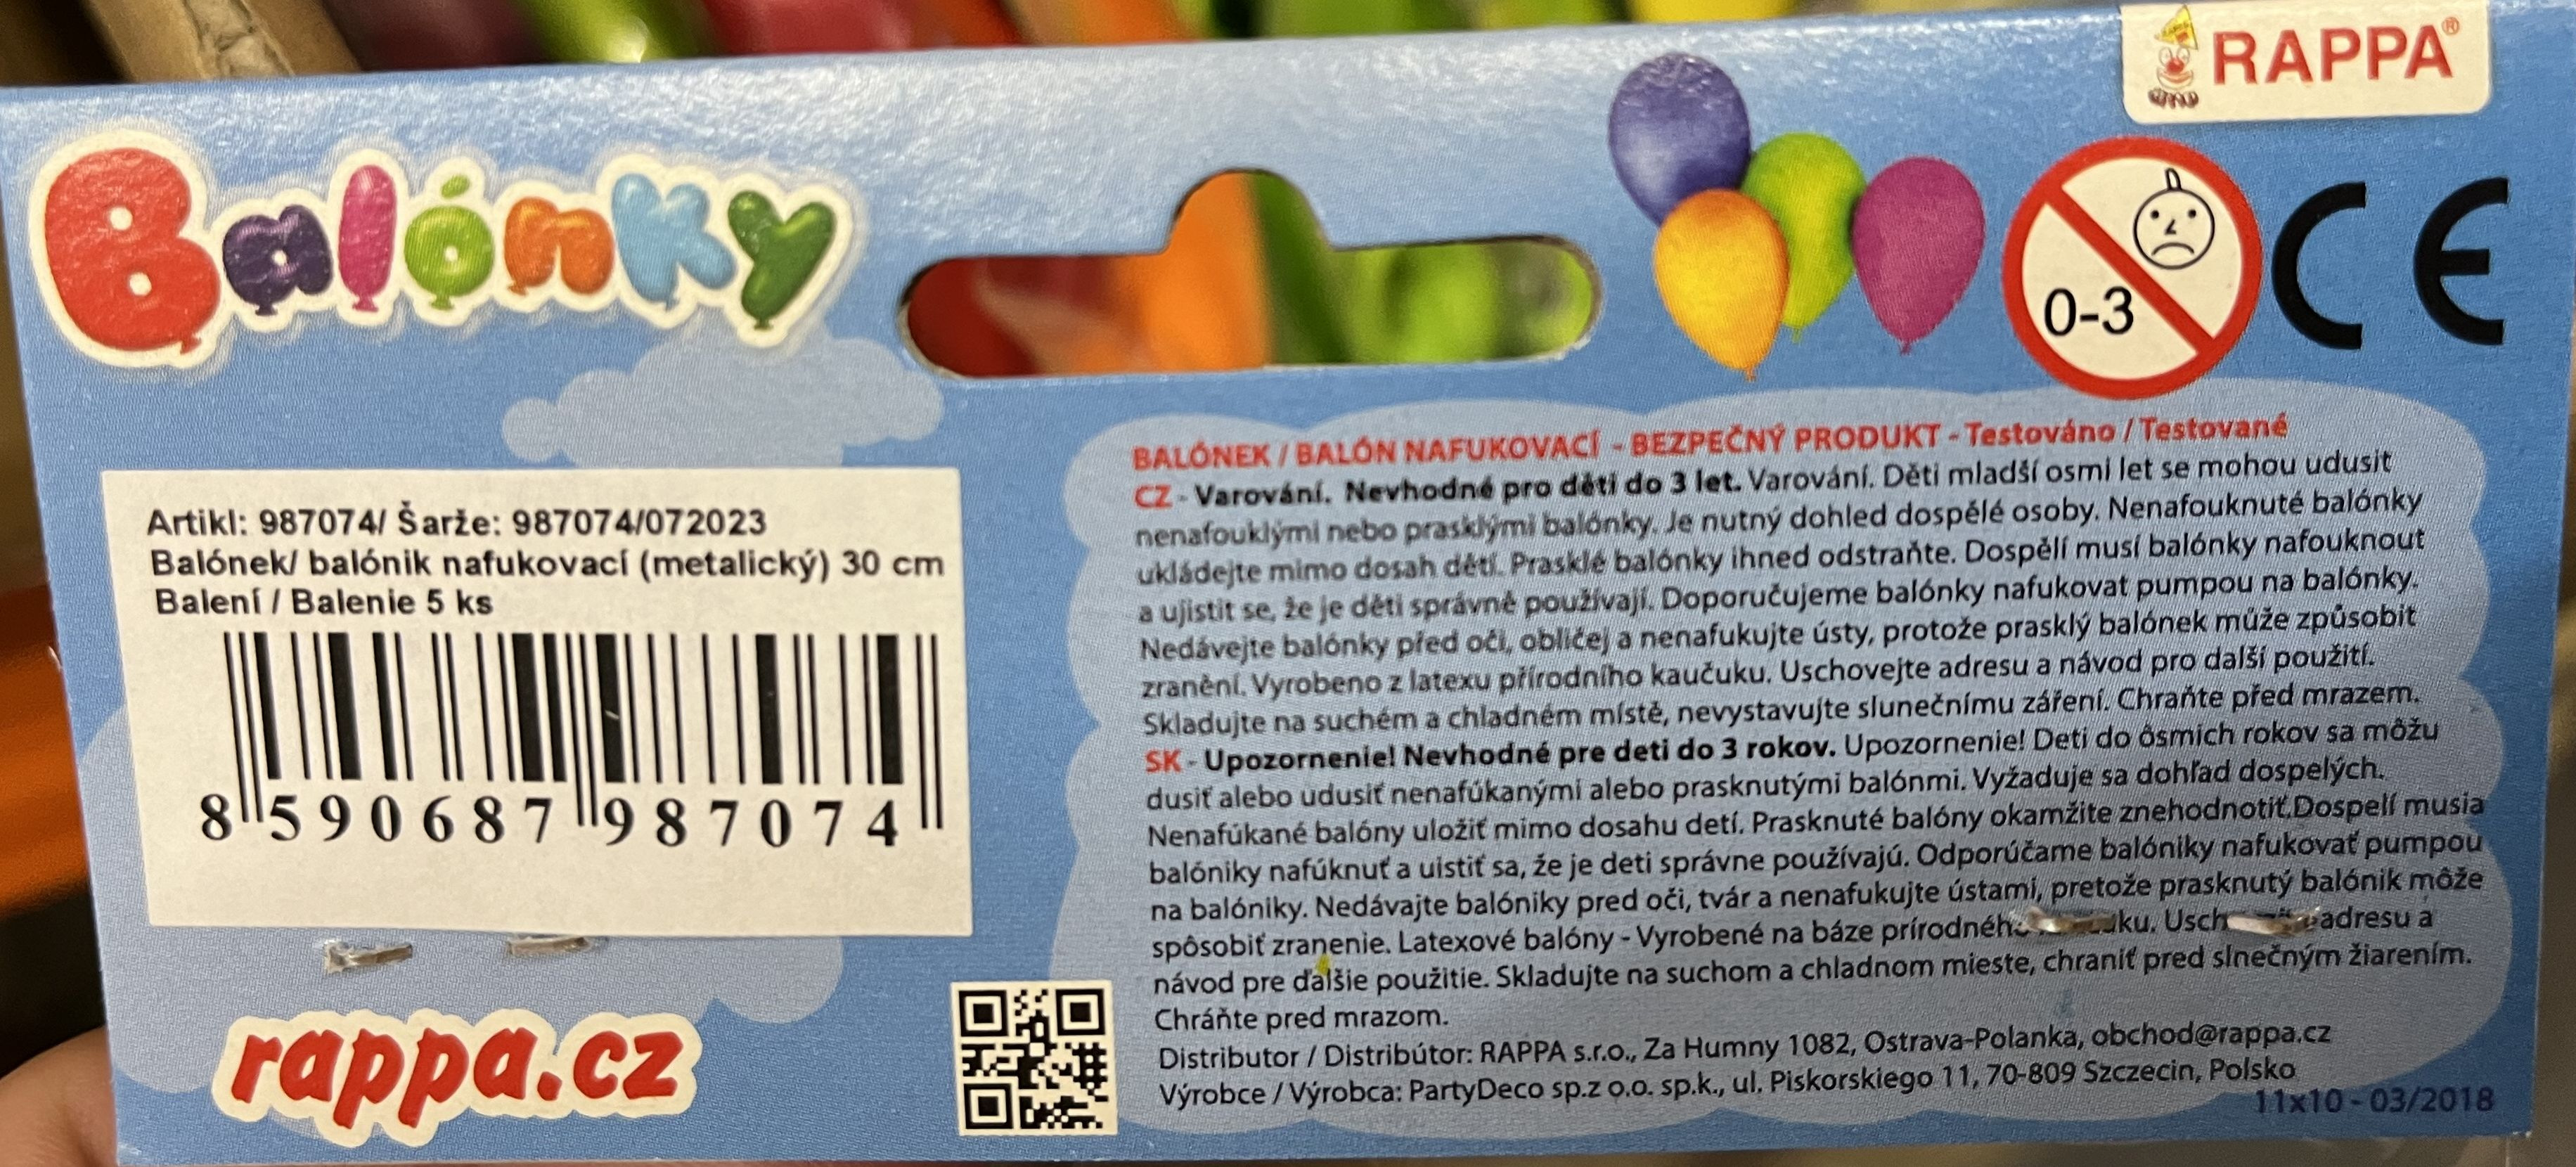 RAPPA®
Balónky
0-3
CE
Artikl: 987074/ Šarže: 987074/072023
Balónek/ balónik nafukovací (metalický) 30 cm
Balení / Balenie 5 ks
8 590687 987074
rappa.cz
BALÓNEK / BALÓN NAFUKOVACÍ - BEZPEČNÝ PRODUKT - Testováno / Testované
CZ - Varování. Nevhodné pro děti do 3 let. Varování. Děti mladší osmi let se mohou udusit
nenafouklými nebo prasklými balónky. Je nutný dohled dospělé osoby. Nenafouknuté balónky
ukládejte mimo dosah dětí. Prasklé balónky ihned odstraňte. Dospělí musí balónky nafouknout
a ujistit se, že je děti správně používají. Doporučujeme balónky nafukovat pumpou na balónky.
Nedávejte balónky před oči, obličej a nenafukujte ústy, protože prasklý balónek může způsobit
zranění. Vyrobeno z latexu přírodního kaučuku. Uschovejte adresu a návod pro další použití.
Skladujte na suchém a chladném místě, nevystavujte slunečnímu záření. Chraňte před mrazem.
SK - Upozornenie! Nevhodné pre deti do 3 rokov. Upozornenie! Deti do ôsmich rokov sa môžu
dusiť alebo udusiť nenafúkanými alebo prasknutými balónmi. Vyžaduje sa dohľad dospelých.
Nenafúkané balóny uložiť mimo dosahu detí. Prasknuté balóny okamžite znehodnotiť.Dospelí musia
balóniky nafúknuť a uistiť sa, že je deti správne používajú. Odporúčame balóniky nafukovať pumpou
na balóniky. Nedávajte balóniky pred oči, tvár a nenafukujte ústami, pretože prasknutý balónik môže
spôsobiť zranenie. Latexové balóny - Vyrobené na báze prírodného adresu a
návod pre ďalšie použitie. Skladujte na suchom a chladnom mieste, chraniť pred slnečným žiarením.
Chráňte pred mrazom.
Distributor / Distribútor: RAPPA s.r.o., Za Humny 1082, Ostrava-Polanka, obchod@rappa.cz
Výrobce / Výrobca: PartyDeco sp.z o.o. sp.k., ul. Piskorskiego 11, 70-809 Szczecin, Polsko
11x10 - 03/2018